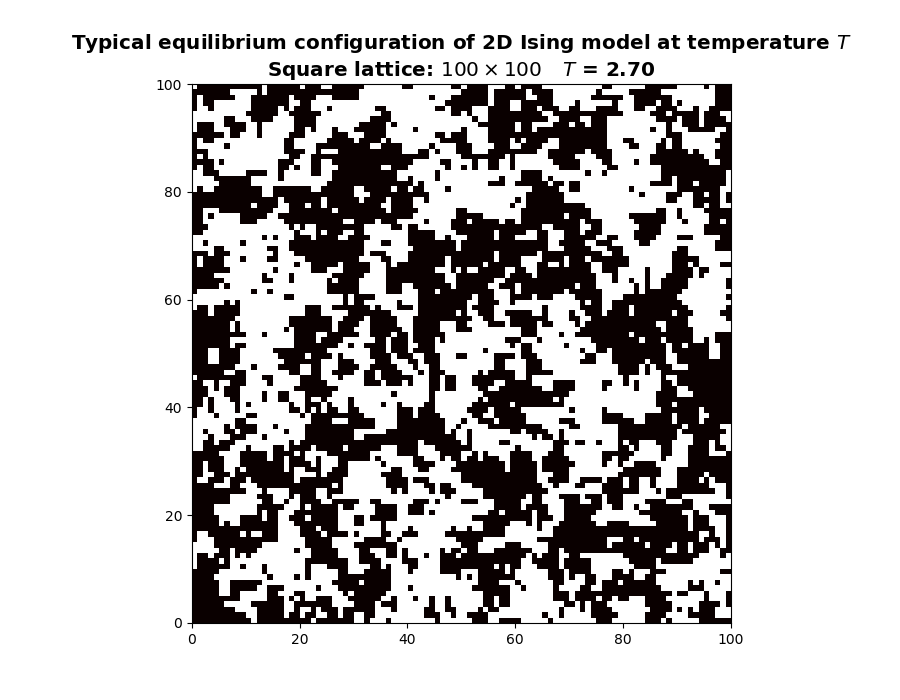 Typical equilibrium configuration of 2D Ising model at temperature T
Square lattice: 100 × 100 T = 2.70
100
80
60
40
20
0
0 20 40 60 80 100